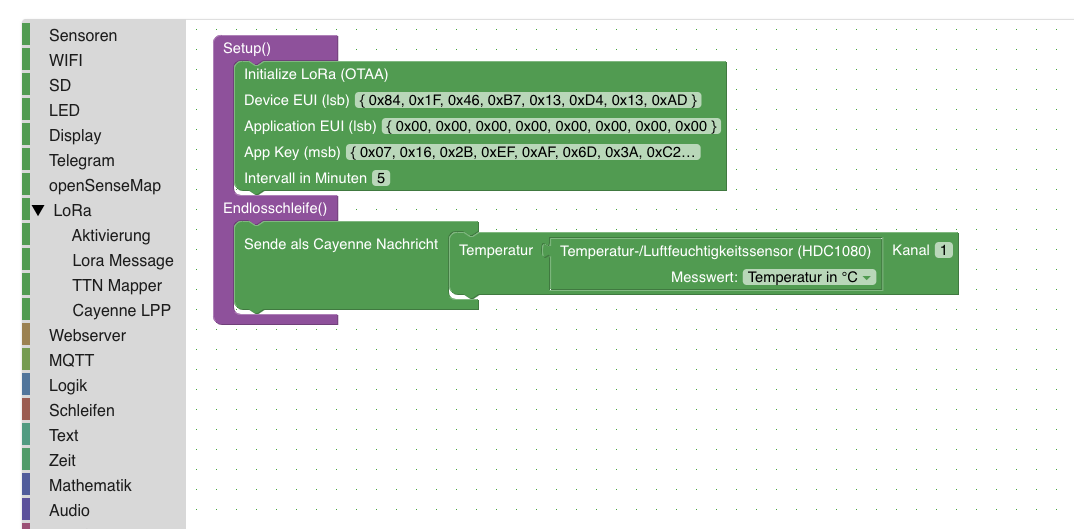 Sensoren
WIFI
SD
LED
Display
Telegram
openSenseMap
LoRa
Aktivierung
Lora Message
TTN Mapper
Cayenne LPP
Webserver
MQTT
Logik
Schleifen
Text
Zeit
Mathematik
Audio
Setup()
Initialize LoRa (OTAA)
Device EUI (lsb) { 0x84, 0x1F, 0x46, 0xB7, 0x13, 0xD4, 0x13, 0xAD }
Application EUI (lsb) { 0x00, 0x00, 0x00, 0x00, 0x00, 0x00, 0x00, 0x00 }
App Key (msb) { 0x07, 0x16, 0x2B, 0xEF, 0xAF, 0x6D, 0x3A, 0xC2…
Intervall in Minuten 5
Endlosschleife()
Sende als Cayenne Nachricht Temperatur Temperatur-/Luftfeuchtigkeitssensor (HDC1080) Kanal 1
Messwert: Temperatur in °C